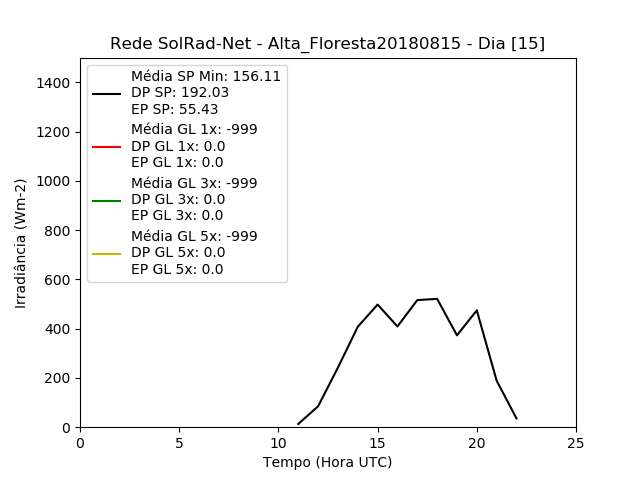 Rede SolRad-Net - Alta_Floresta20180815 - Dia [15]
Média SP Min: 156.11
DP SP: 192.03
EP SP: 55.43
Média GL 1x: -999
DP GL 1x: 0.0
EP GL 1x: 0.0
Média GL 3x: -999
DP GL 3x: 0.0
EP GL 3x: 0.0
Média GL 5x: -999
DP GL 5x: 0.0
EP GL 5x: 0.0
Irradiância (Wm-2)
1400
1200
1000
800
600
400
200
0
0 5 10 15 20 25
Tempo (Hora UTC)